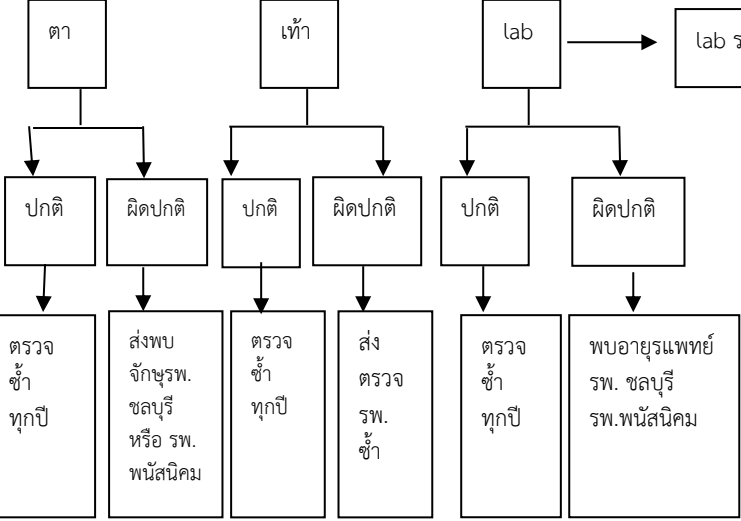 ตา
เท้า
lab
lab
ปกติ
ผิดปกติ
ปกติ
ผิดปกติ
ปกติ
ผิดปกติ
ตรวจ
ซ้ำ
ทุกปี
ส่งพบ
จักษุรพ.
ชลบุรี
หรือ รพ.
พนัสนิคม
ตรวจ
ซ้ำ
ทุกปี
ส่ง
ตรวจ
รพ.
ซ้ำ
ตรวจ
ซ้ำ
ทุกปี
พบอายุรแพทย์
รพ. ชลบุรี
รพ.พนัสนิคม